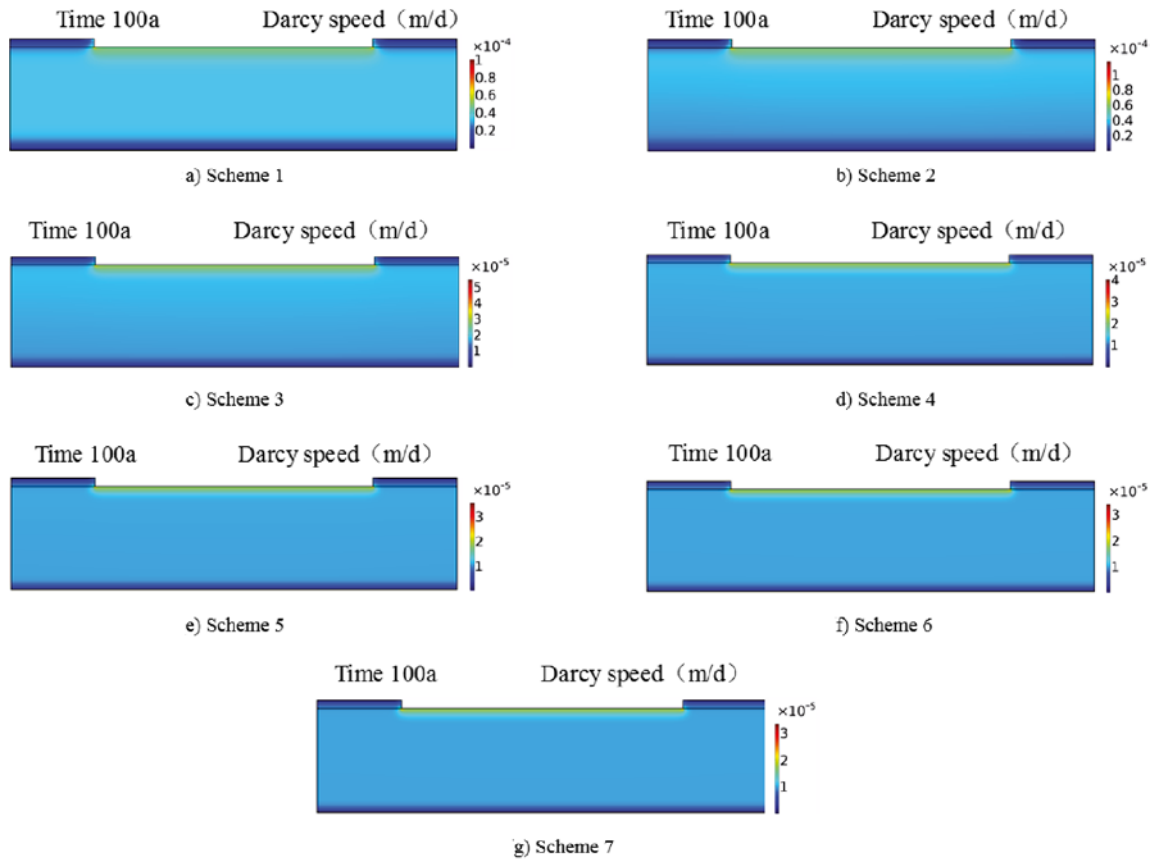 Time 100a Darcy speed（m/d）
×10⁻⁴
1
0.8
0.6
0.4
0.2
a) Scheme 1
Time 100a Darcy speed（m/d）
×10⁻⁴
1
0.8
0.6
0.4
0.2
b) Scheme 2
Time 100a Darcy speed（m/d）
×10⁻⁵
5
4
3
2
1
c) Scheme 3
Time 100a Darcy speed（m/d）
×10⁻⁵
4
3
2
1
d) Scheme 4
Time 100a Darcy speed（m/d）
×10⁻⁵
3
2
1
e) Scheme 5
Time 100a Darcy speed（m/d）
×10⁻⁵
3
2
1
f) Scheme 6
Time 100a Darcy speed（m/d）
×10⁻⁵
3
2
1
g) Scheme 7